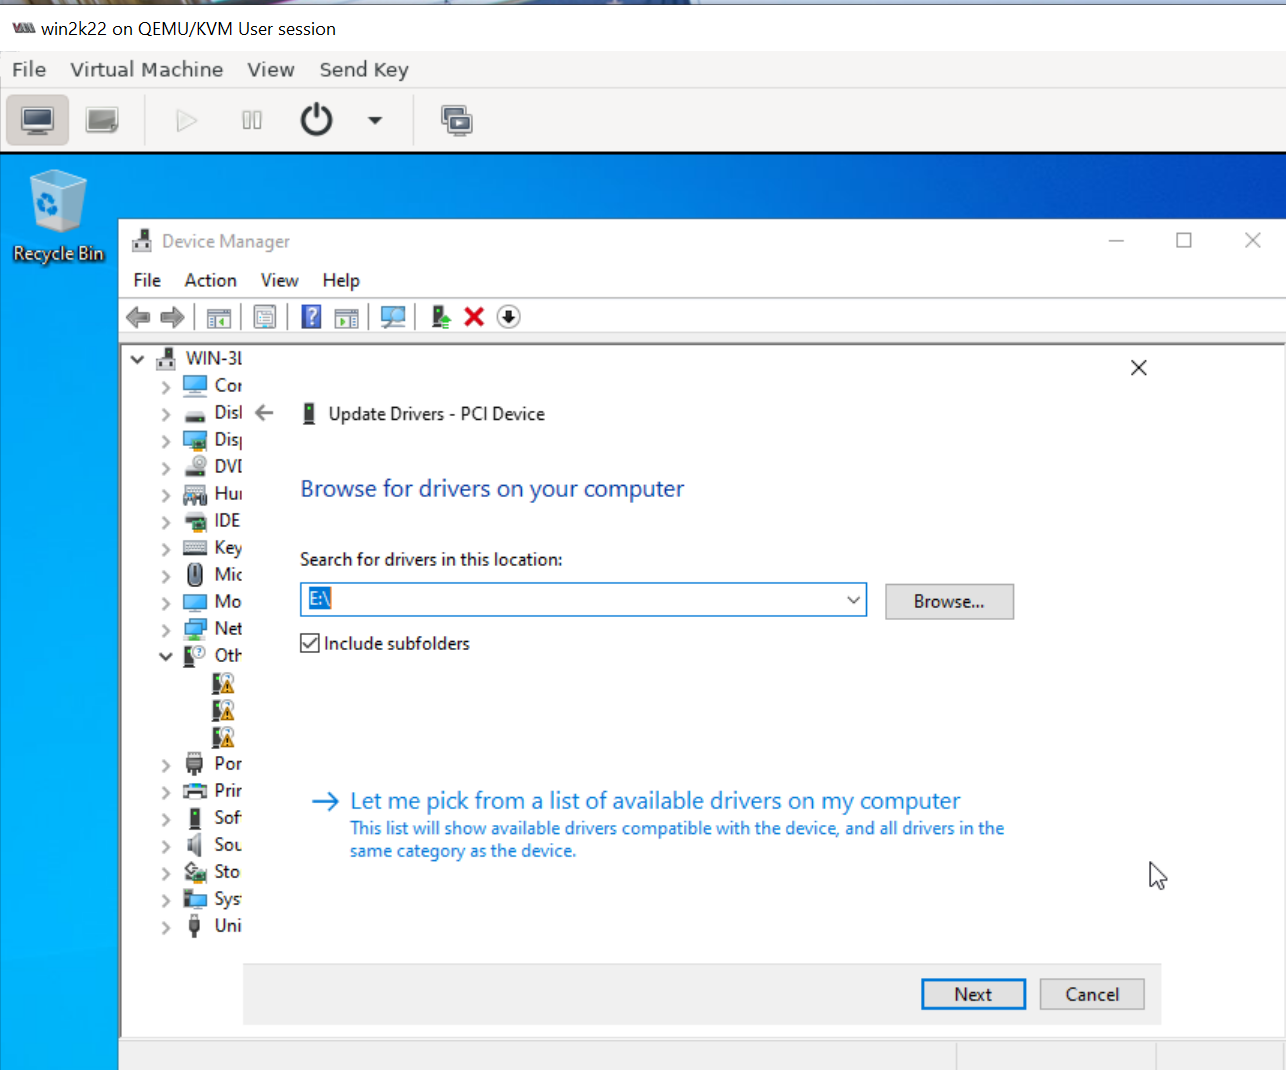 win2k22 on QEMU/KVM User session
File Virtual Machine View Send Key
Recycle Bin
Device Manager
File Action View Help
WIN-3L
Cor
Disl
Disp
DVD
Hur
IDE
Key
Mic
Mo
Net
Oth
Por
Prir
Sof
Sou
Sto
Sys
Uni
Update Drivers - PCI Device
Browse for drivers on your computer
Search for drivers in this location:
E:\
Browse...
Include subfolders
Let me pick from a list of available drivers on my computer
This list will show available drivers compatible with the device, and all drivers in the
same category as the device.
Next Cancel